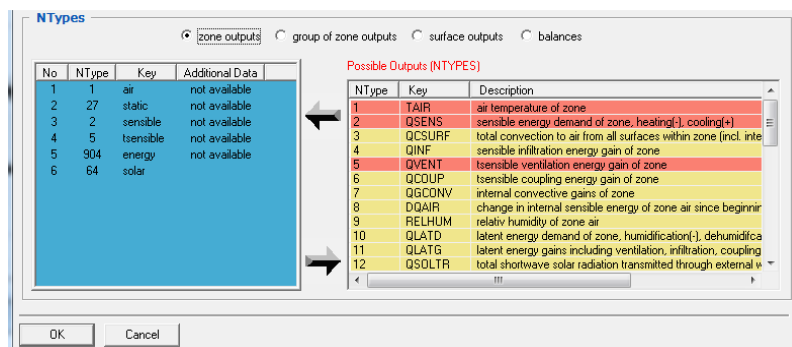 NTypes
zone outputs group of zone outputs surface outputs balances
No NType Key Additional Data
1 1 air not available
2 27 static not available
3 2 sensible not available
4 5 tsensible not available
5 904 energy not available
6 64 solar
Possible Outputs (NTYPES)
NType Key Description
1 TAIR air temperature of zone
2 QSENS sensible energy demand of zone, heating(-), cooling(+)
3 QCSURF total convection to air from all surfaces within zone (incl. inte
4 QINF sensible infiltration energy gain of zone
5 QVENT tsensible ventilation energy gain of zone
6 QCOUP tsensible coupling energy gain of zone
7 QGCONV internal convective gains of zone
8 DQAIR change in internal sensible energy of zone air since beginnin
9 RELHUM relativ humidity of zone air
10 QLATD latent energy demand of zone, humidification(-), dehumidifca
11 QLATG latent energy gains including ventilation, infiltration, coupling
12 QSOLTR total shortwave solar radiation transmitted through external w
OK Cancel